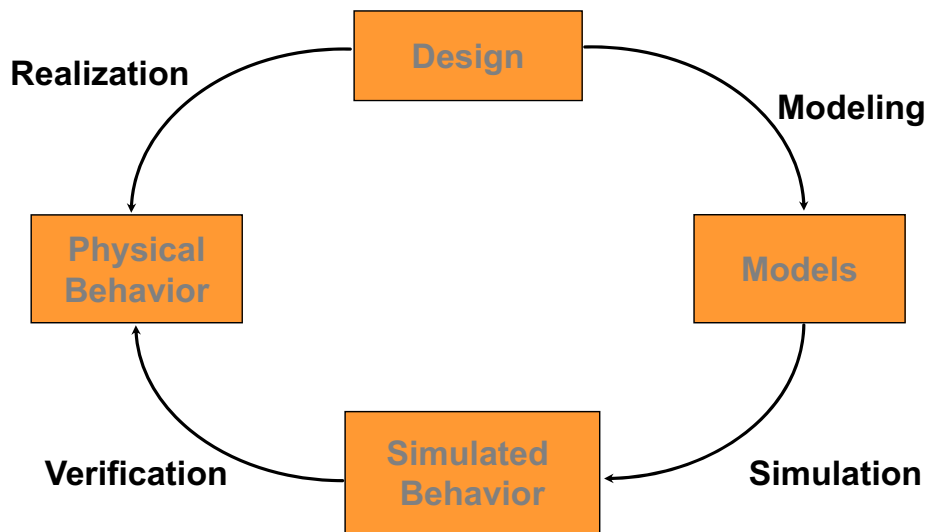 Design
Realization
Modeling
Physical
Behavior
Models
Simulated
Behavior
Verification
Simulation